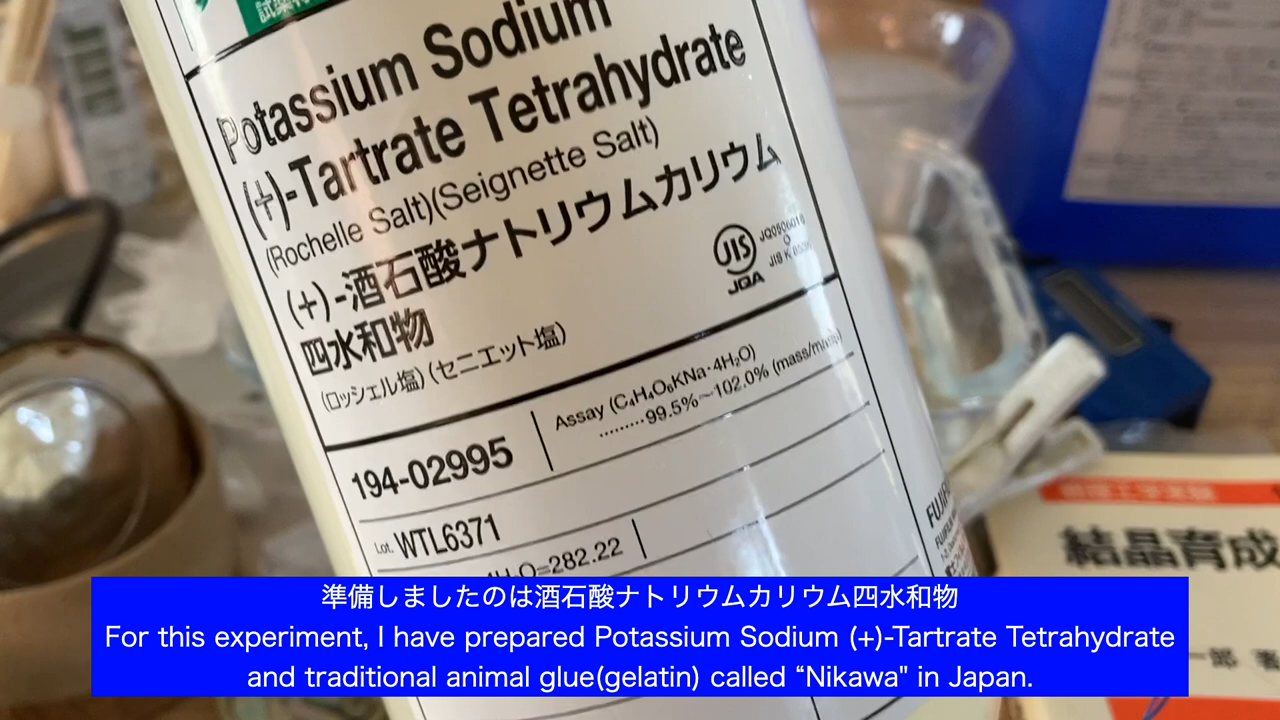 Potassium Sodium
(+)-Tartrate Tetrahydrate
(Rochelle Salt)(Seignette Salt)
(+)-酒石酸ナトリウムカリウム
四水和物
(ロッシェル塩) (セニエット塩)
JIS
JQA
194-02995
Assay (C₄H₄O₆KNa·4H₂O)
·········99.5%~102.0% (mass/mass)
Lot. WTL6371
H₂O=282.22
結晶育成
一郎 著
準備しましたのは酒石酸ナトリウムカリウム四水和物
For this experiment, I have prepared Potassium Sodium (+)-Tartrate Tetrahydrate
and traditional animal glue(gelatin) called “Nikawa" in Japan.